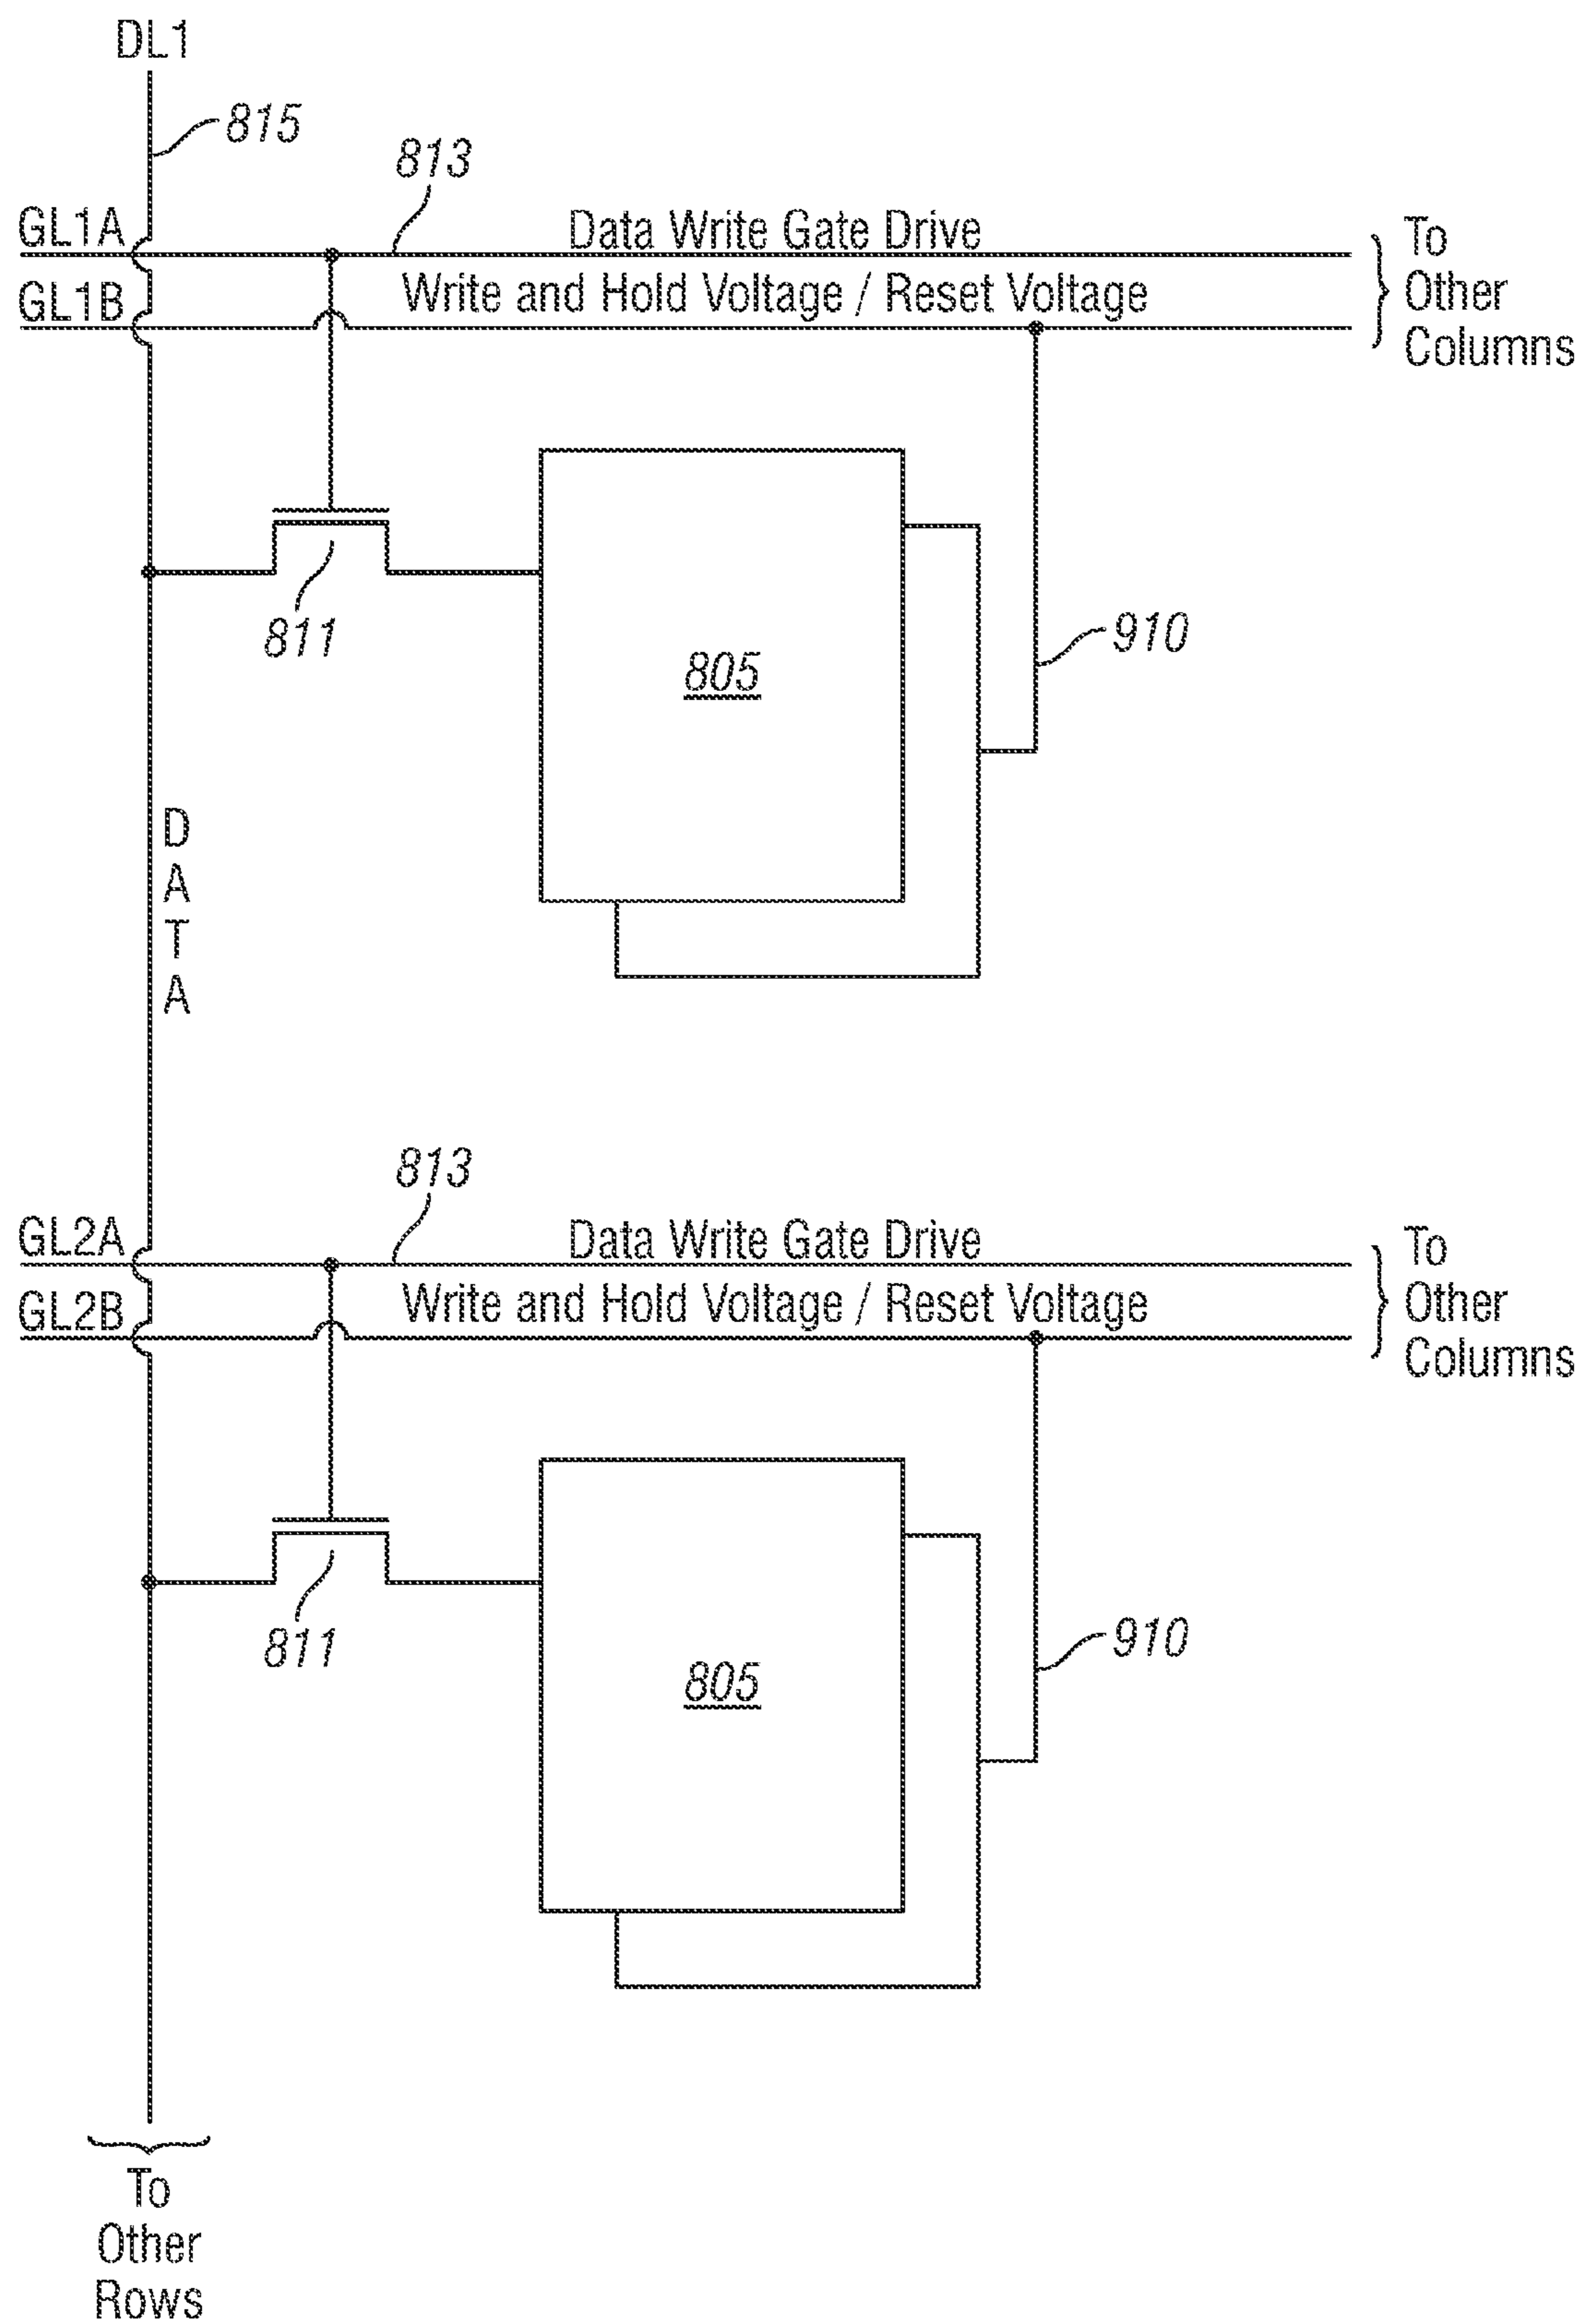 DL1
815
813
GL1A
Data Write Gate Drive
GL1B
Write and Hold Voltage / Reset Voltage
To
Other
Columns
811
805
910
D
A
T
A
813
GL2A
Data Write Gate Drive
GL2B
Write and Hold Voltage / Reset Voltage
To
Other
Columns
811
805
910
To
Other
Rows